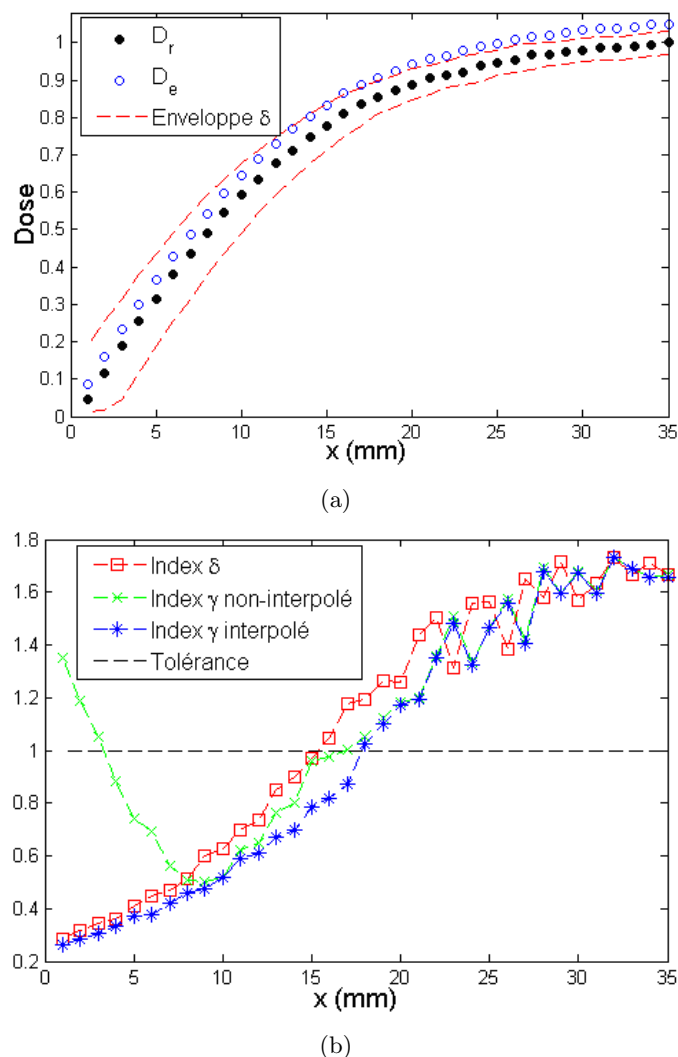 1
0.9
0.8
0.7
0.6
0.5
0.4
0.3
0.2
0.1
0
Dose
D_r
D_e
Enveloppe δ
0 5 10 15 20 25 30 35
x (mm)
(a)
1.8
1.6
1.4
1.2
1
0.8
0.6
0.4
0.2
Index δ
Index γ non-interpolé
Index γ interpolé
Tolérance
0 5 10 15 20 25 30 35
x (mm)
(b)